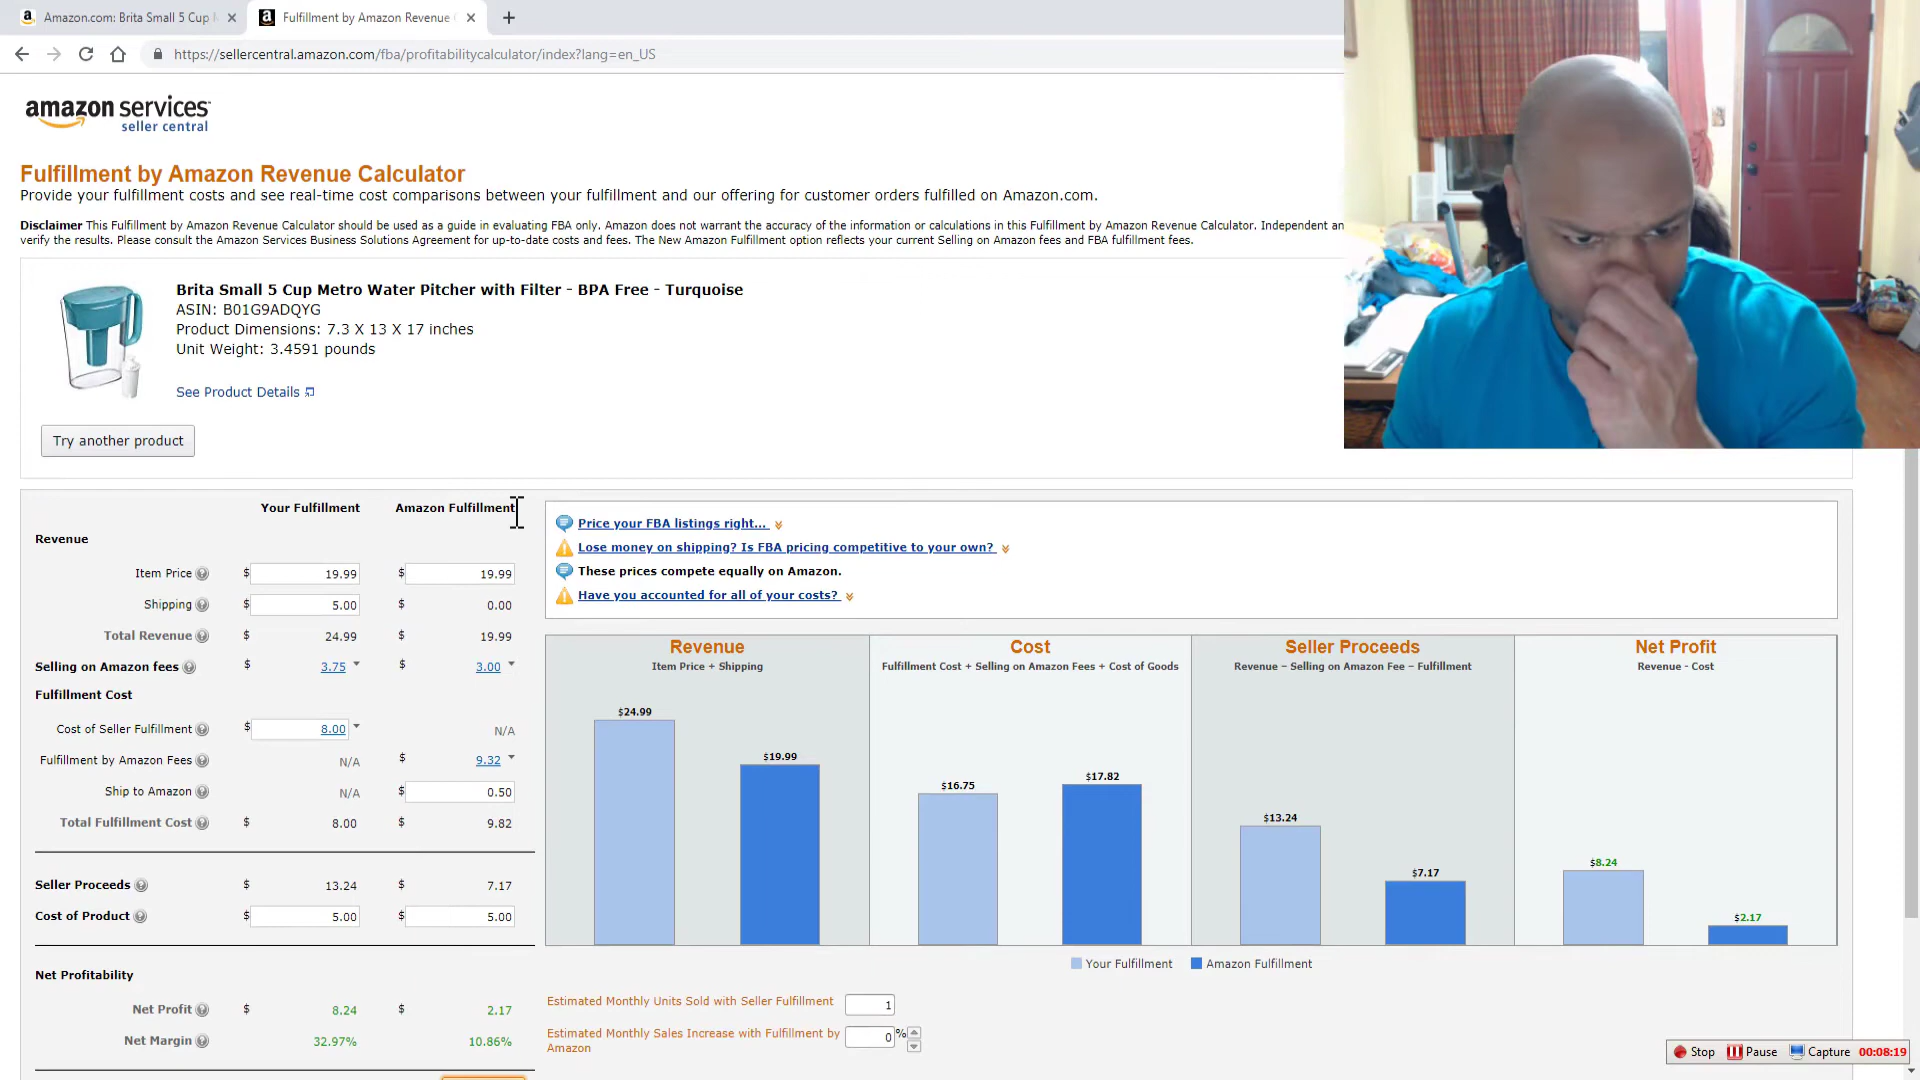 Amazon.com: Brita Small 5 Cup M
Fulfillment by Amazon Revenue C
https://sellercentral.amazon.com/fba/profitabilitycalculator/index?lang=en_US
amazon services
seller central
Fulfillment by Amazon Revenue Calculator
Provide your fulfillment costs and see real-time cost comparisons between your fulfillment and our offering for customer orders fulfilled on Amazon.com.
Disclaimer This Fulfillment by Amazon Revenue Calculator should be used as a guide in evaluating FBA only. Amazon does not warrant the accuracy of the information or calculations in this Fulfillment by Amazon Revenue Calculator. Independent an
verify the results. Please consult the Amazon Services Business Solutions Agreement for up-to-date costs and fees. The New Amazon Fulfillment option reflects your current Selling on Amazon fees and FBA fulfillment fees.
Brita Small 5 Cup Metro Water Pitcher with Filter - BPA Free - Turquoise
ASIN: B01G9ADQYG
Product Dimensions: 7.3 X 13 X 17 inches
Unit Weight: 3.4591 pounds
See Product Details
Try another product
Your Fulfillment Amazon Fulfillment
Revenue
Item Price $ 19.99 $ 19.99
Shipping $ 5.00 $ 0.00
Total Revenue $ 24.99 $ 19.99
Selling on Amazon fees $ 3.75 $ 3.00
Fulfillment Cost
Cost of Seller Fulfillment $ 8.00 N/A
Fulfillment by Amazon Fees N/A $ 9.32
Ship to Amazon N/A 0.50
Total Fulfillment Cost $ 8.00 $ 9.82
Seller Proceeds $ 13.24 $ 7.17
Cost of Product $ 5.00 $ 5.00
Net Profitability
Net Profit $ 8.24 $ 2.17
Net Margin 32.97% 10.86%
Price your FBA listings right...
Lose money on shipping? Is FBA pricing competitive to your own?
These prices compete equally on Amazon.
Have you accounted for all of your costs?
Revenue Cost Seller Proceeds Net Profit
Item Price + Shipping Fulfillment Cost + Selling on Amazon Fees + Cost of Goods Revenue − Selling on Amazon Fee − Fulfillment Revenue - Cost
$24.99 $19.99 $16.75 $17.82 $13.24 $7.17 $8.24 $2.17
Your Fulfillment Amazon Fulfillment
Estimated Monthly Units Sold with Seller Fulfillment 1
Estimated Monthly Sales Increase with Fulfillment by 0 %
Amazon
Stop Pause Capture 00:08:19